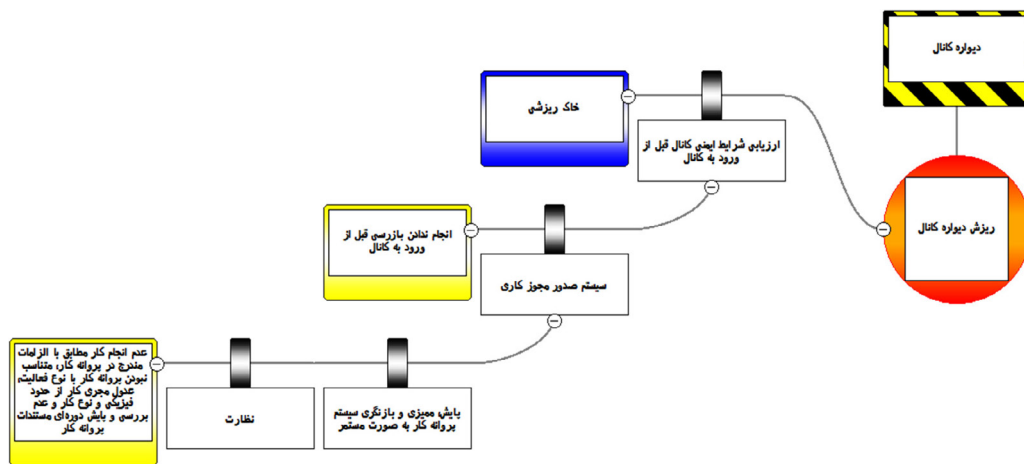 دیواره کانال
خاک ریزشی
ارزیابی شرایط ایمنی کانال قبل از
ورود به کانال
ریزش دیواره کانال
انجام ندادن بازرسی قبل از
ورود به کانال
سیستم صدور مجوز کاری
پایش ممیزی و بازنگری سیستم
پروانه کار به صورت مستمر
نظارت
عدم انجام کار مطابق با الزامات
مندرج در پروانه کار، متناسب
نبودن پروانه کار با نوع فعالیت،
عدول مجری کار از حدود
فیزیکی و نوع کار و عدم
بررسی و پایش دوره‌ای مستندات
پروانه کار